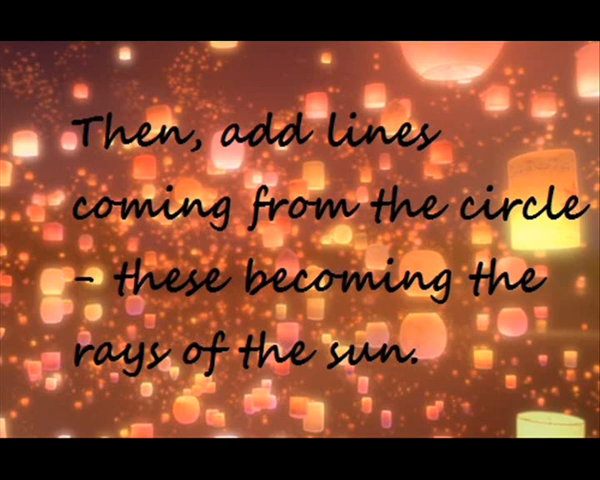 Then, add lines
coming from the circle
- these becoming the
rays of the sun.